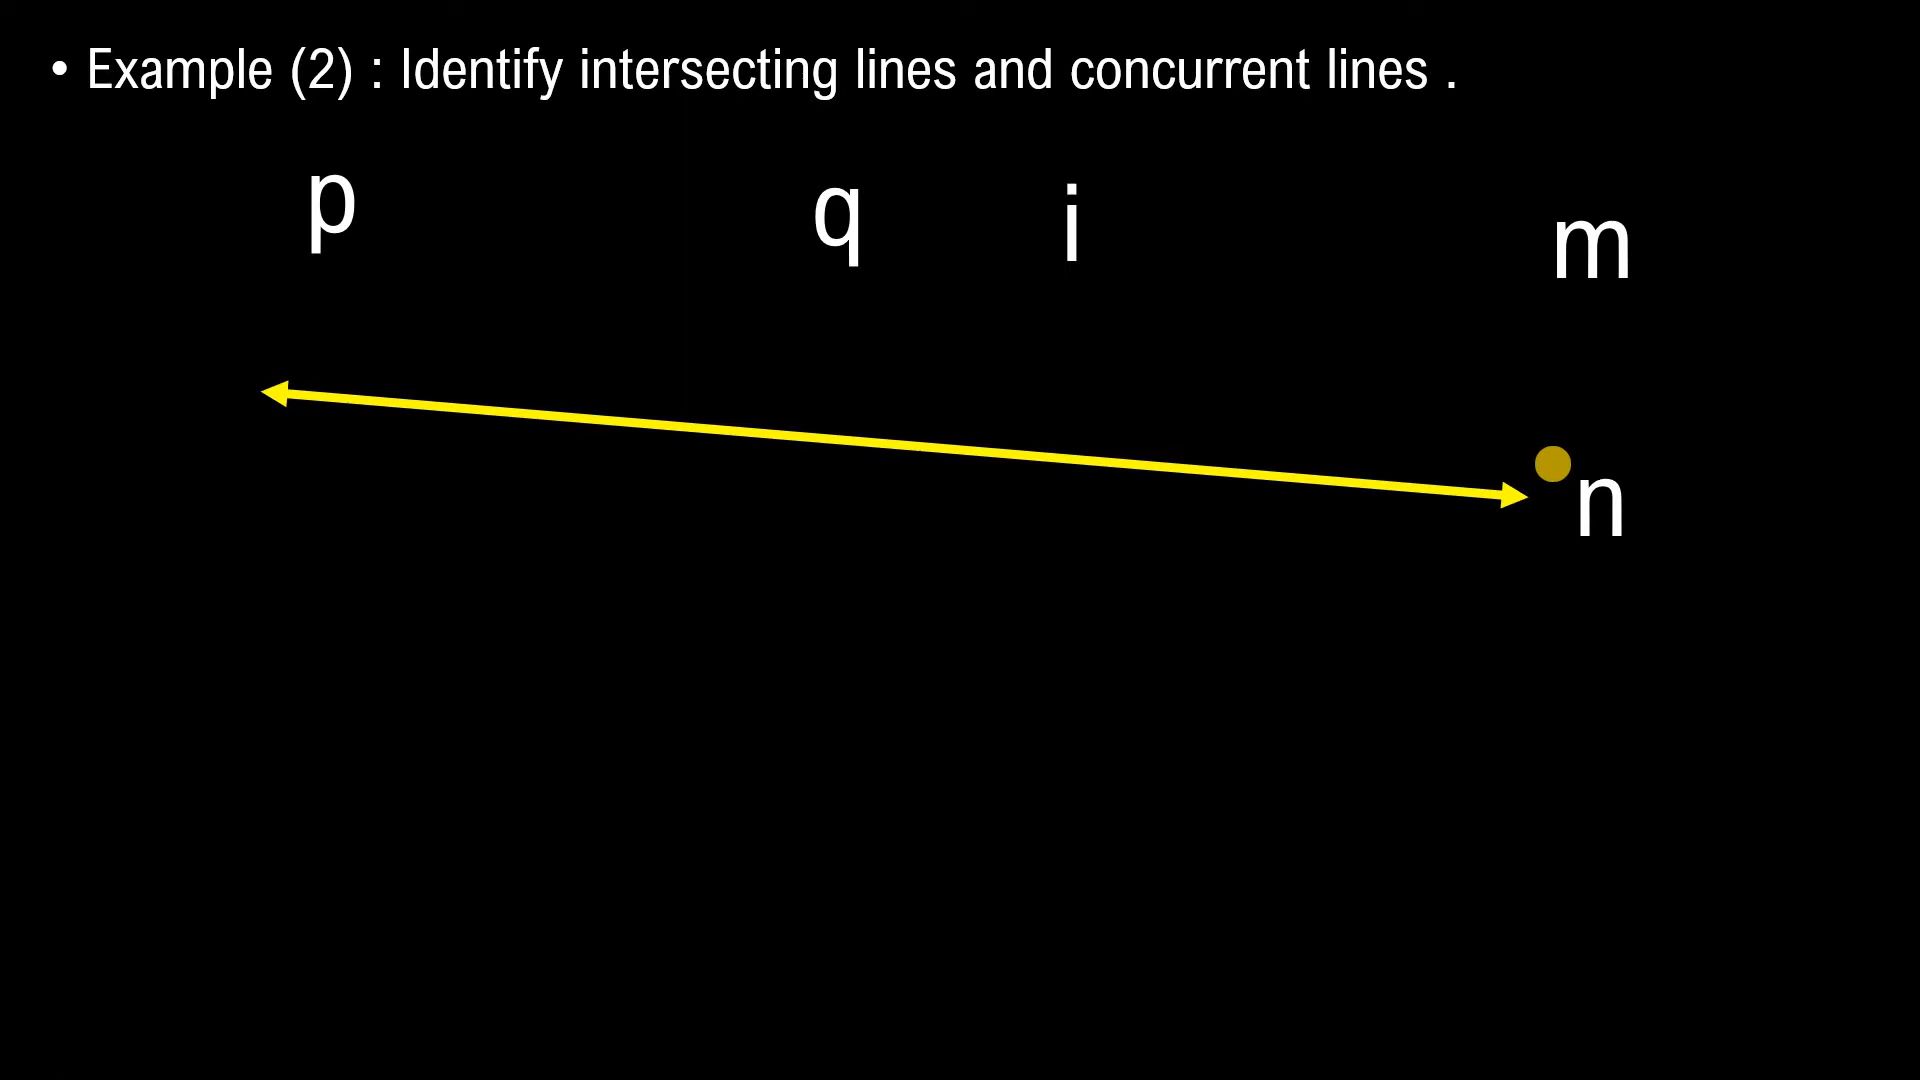 • Example (2) : Identify intersecting lines and concurrent lines .
p q i m
n